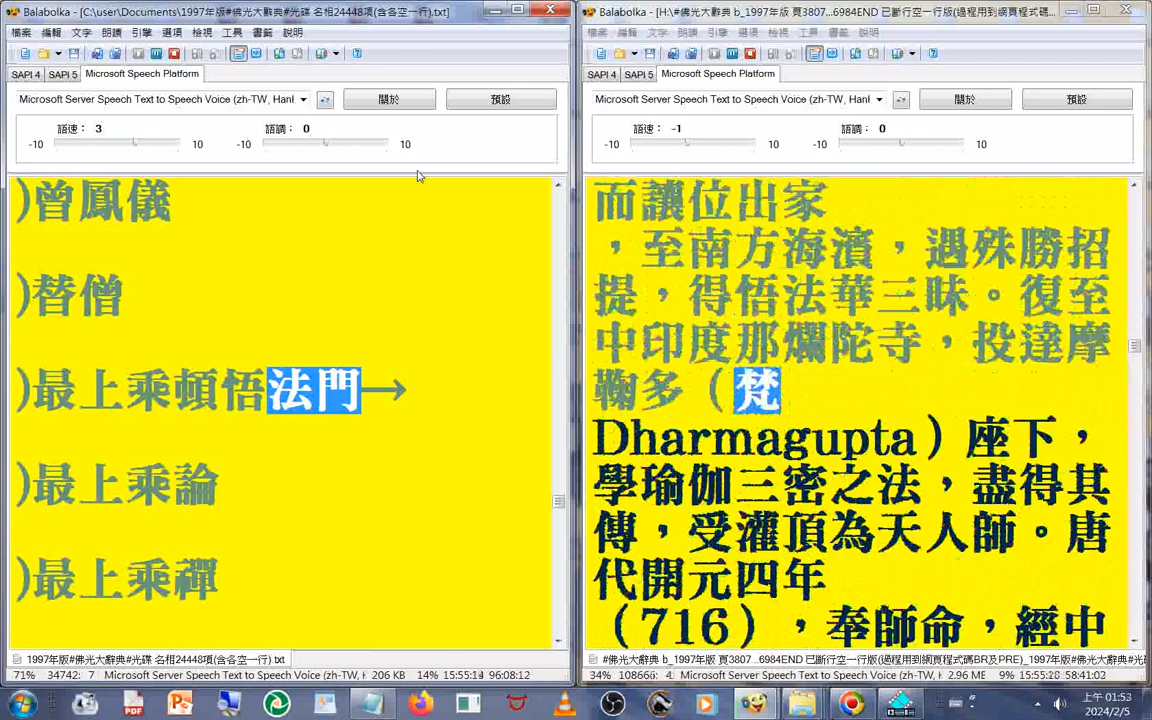 Balabolka - [C:\user\Documents\1997年版#佛光大辭典#光碟 名相24448項(含各空一行).txt]
檔案 編輯 文字 朗讀 引擎 選項 檢視 工具 書籤 說明
SAPI 4 SAPI 5 Microsoft Speech Platform
Microsoft Server Speech Text to Speech Voice (zh-TW, Hanl 關於 預設
語速： 3 語調： 0
-10 10 -10 10
)曾鳳儀
)替僧
)最上乘頓悟法門→
)最上乘論
)最上乘禪
1997年版#佛光大辭典#光碟 名相24448項(含各空一行).txt
71% 34742: 7 Microsoft Server Speech Text to Speech Voice (zh-TW, H 206 KB 14% 15:55:14 96:08:12
Balabolka - [H:\#佛光大辭典 b_1997年版 頁3807...6984END 已斷行空一行版(過程用到網頁程式碼...
檔案 編輯 文字 朗讀 引擎 選項 檢視 工具 書籤 說明
SAPI 4 SAPI 5 Microsoft Speech Platform
Microsoft Server Speech Text to Speech Voice (zh-TW, Hanl 關於 預設
語速： -1 語調： 0
-10 10 -10 10
而讓位出家
，至南方海濱，遇殊勝招
提，得悟法華三昧。復至
中印度那爛陀寺，投達摩
鞠多（梵
Dharmagupta）座下，
學瑜伽三密之法，盡得其
傳，受灌頂為天人師。唐
代開元四年
（716），奉師命，經中
#佛光大辭典 b_1997年版 頁3807...6984END 已斷行空一行版(過程用到網頁程式碼BR及PRE)_1997年版#光
34% 108666: 4 Microsoft Server Speech Text to Speech Voice (zh-TW, H 2.96 MB 9% 15:55:28 58:41:03
上午 01:53
2024/2/5